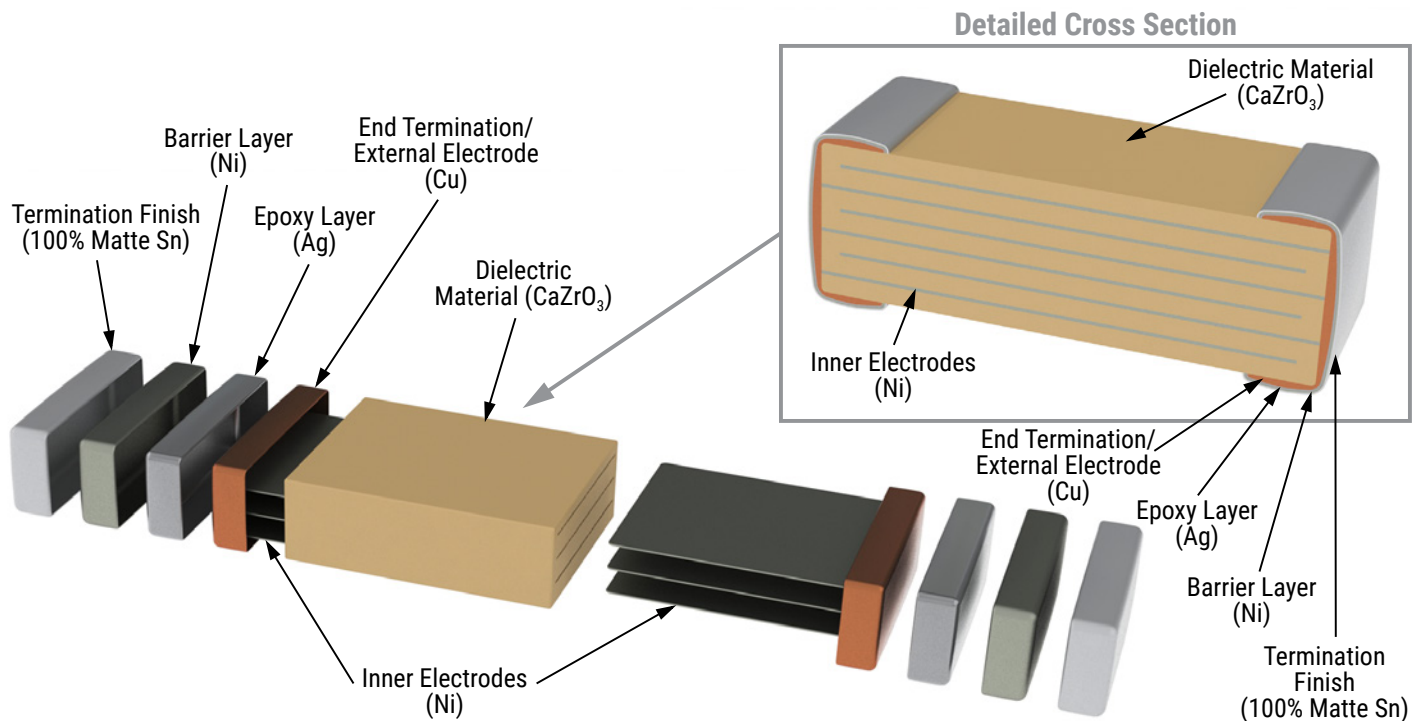 Detailed Cross Section
Dielectric Material
(CaZrO₃)
Inner Electrodes
(Ni)
End Termination/
External Electrode
(Cu)
Epoxy Layer
(Ag)
Barrier Layer
(Ni)
Termination
Finish
(100% Matte Sn)
Termination Finish
(100% Matte Sn)
Barrier Layer
(Ni)
Epoxy Layer
(Ag)
End Termination/
External Electrode
(Cu)
Dielectric
Material (CaZrO₃)
Inner Electrodes
(Ni)